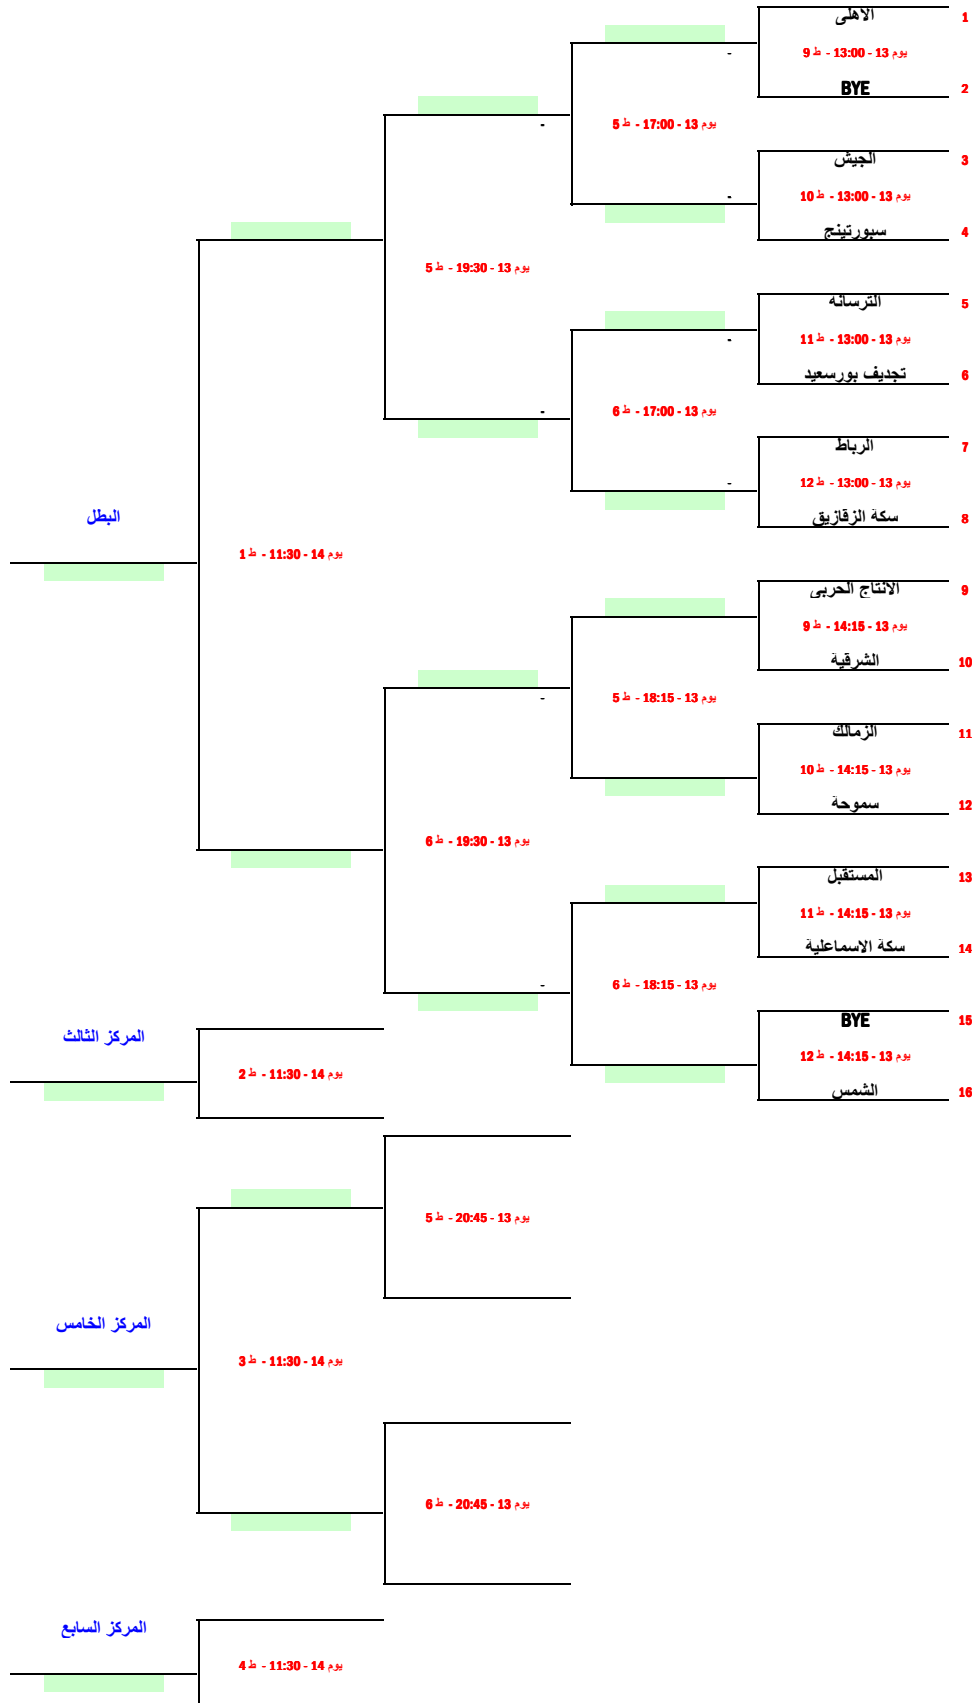 الاهلى 1
يوم 13 - 13:00 - ط 9
-
BYE 2
يوم 13 - 17:00 - ط 5
-
الجيش 3
يوم 13 - 13:00 - ط 10
-
سبورتينج 4
يوم 13 - 19:30 - ط 5
الترسانة 5
يوم 13 - 13:00 - ط 11
-
تجديف بورسعيد 6
يوم 13 - 17:00 - ط 6
-
الرباط 7
يوم 13 - 13:00 - ط 12
-
سكة الزقازيق 8
البطل
يوم 14 - 11:30 - ط 1
الانتاج الحربى 9
يوم 13 - 14:15 - ط 9
الشرقية 10
يوم 13 - 18:15 - ط 5
-
الزمالك 11
يوم 13 - 14:15 - ط 10
سموحة 12
يوم 13 - 19:30 - ط 6
المستقبل 13
يوم 13 - 14:15 - ط 11
سكة الاسماعلية 14
يوم 13 - 18:15 - ط 6
-
BYE 15
المركز الثالث
يوم 13 - 14:15 - ط 12
يوم 14 - 11:30 - ط 2
الشمس 16
يوم 13 - 20:45 - ط 5
المركز الخامس
يوم 14 - 11:30 - ط 3
يوم 13 - 20:45 - ط 6
المركز السابع
يوم 14 - 11:30 - ط 4